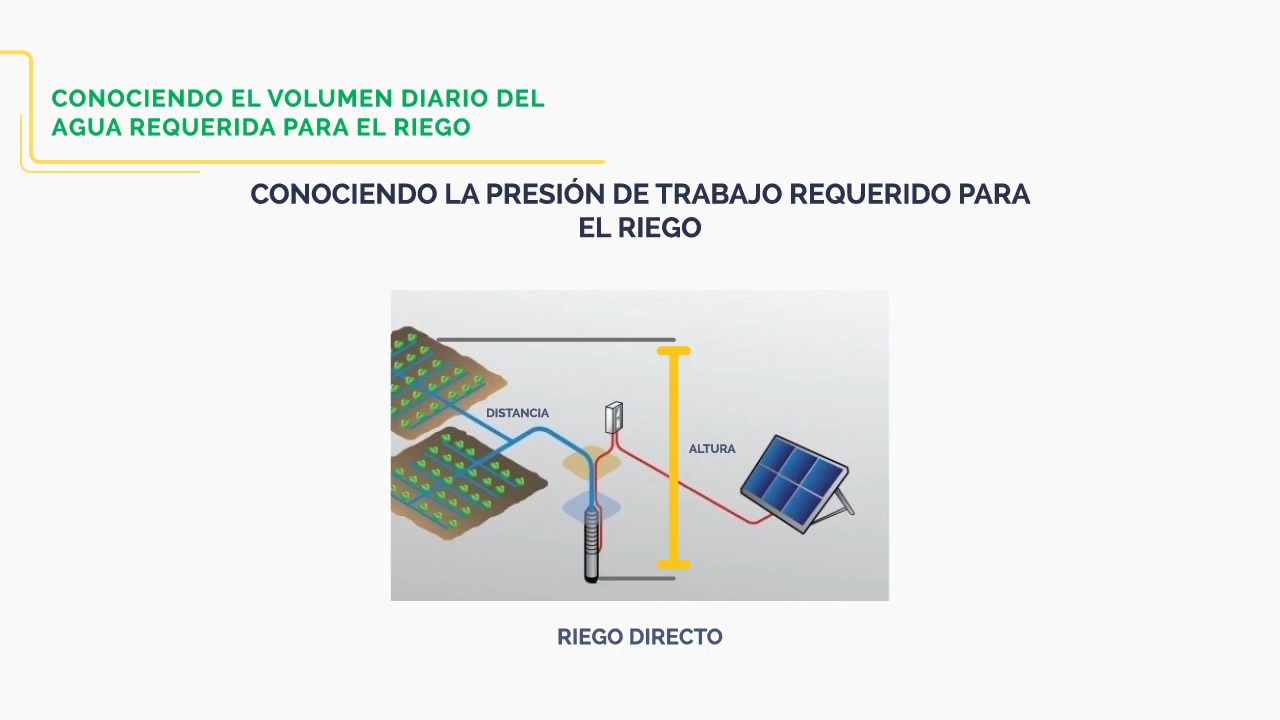 CONOCIENDO EL VOLUMEN DIARIO DEL
AGUA REQUERIDA PARA EL RIEGO
CONOCIENDO LA PRESIÓN DE TRABAJO REQUERIDO PARA
EL RIEGO
DISTANCIA
ALTURA
RIEGO DIRECTO